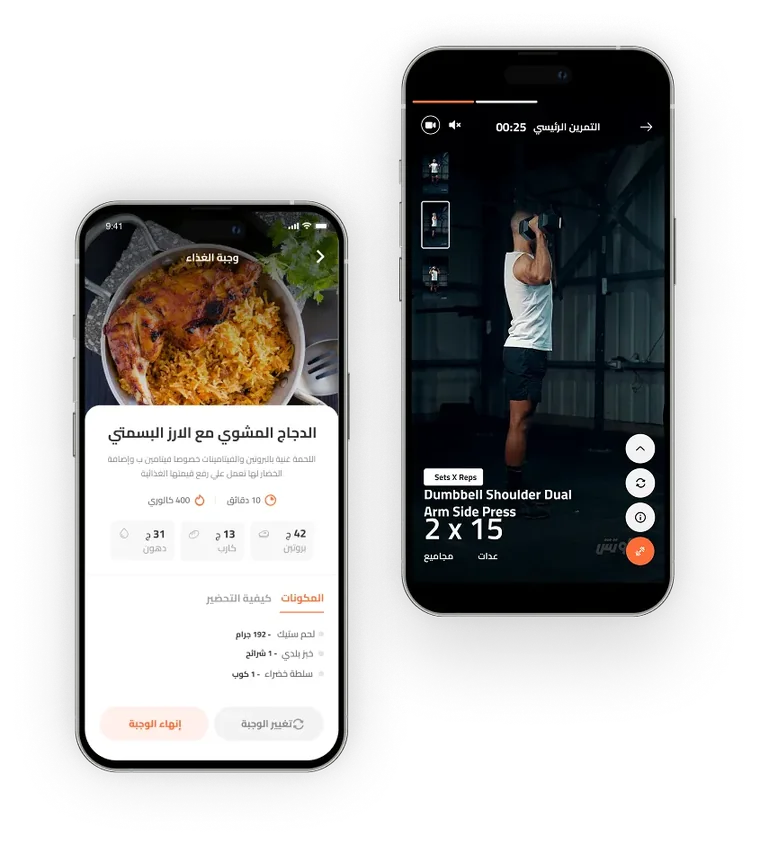 9:41
وجبة الغذاء
الدجاج المشوي مع الارز البسمتي
اللحمة غنية بالبروتين والفيتامينات خصوصا فيتامين ب وإضافة
الخضار لها تعمل علي رفع قيمتها الغذائية
10 دقائق
400 كالوري
42 ج
بروتين
13 ج
كارب
31 ج
دهون
المكونات
كيفية التحضير
لحم ستيك - 192 جرام
خبز بلدي - 1 شرائح
سلطة خضراء - 1 كوب
تغيير الوجبة
إنهاء الوجبة
التمرين الرئيسي 00:25
Sets X Reps
Dumbbell Shoulder Dual
Arm Side Press
2 x 15
عدات
مجاميع